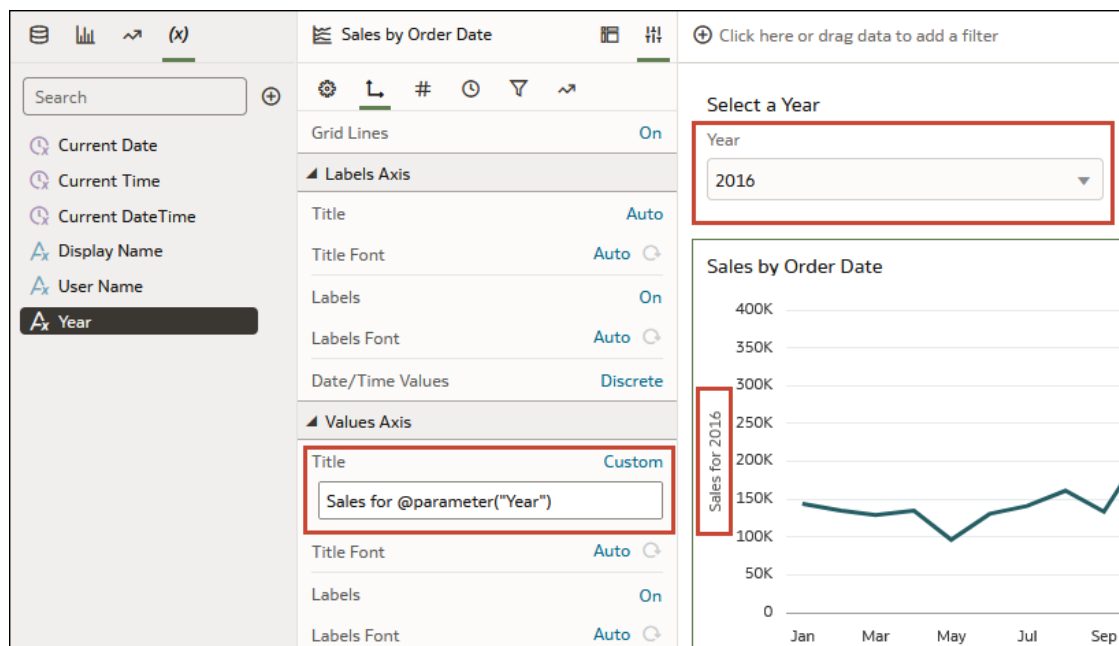 (x)
Search
Current Date
Current Time
Current DateTime
Display Name
User Name
Year
Sales by Order Date
Grid Lines On
Labels Axis
Title Auto
Title Font Auto
Labels On
Labels Font Auto
Date/Time Values Discrete
Values Axis
Title Custom
Sales for @parameter("Year")
Title Font Auto
Labels On
Labels Font Auto
Click here or drag data to add a filter
Select a Year
Year
2016
Sales by Order Date
Sales for 2016
400K
350K
300K
250K
200K
150K
100K
50K
0
Jan Mar May Jul Sep